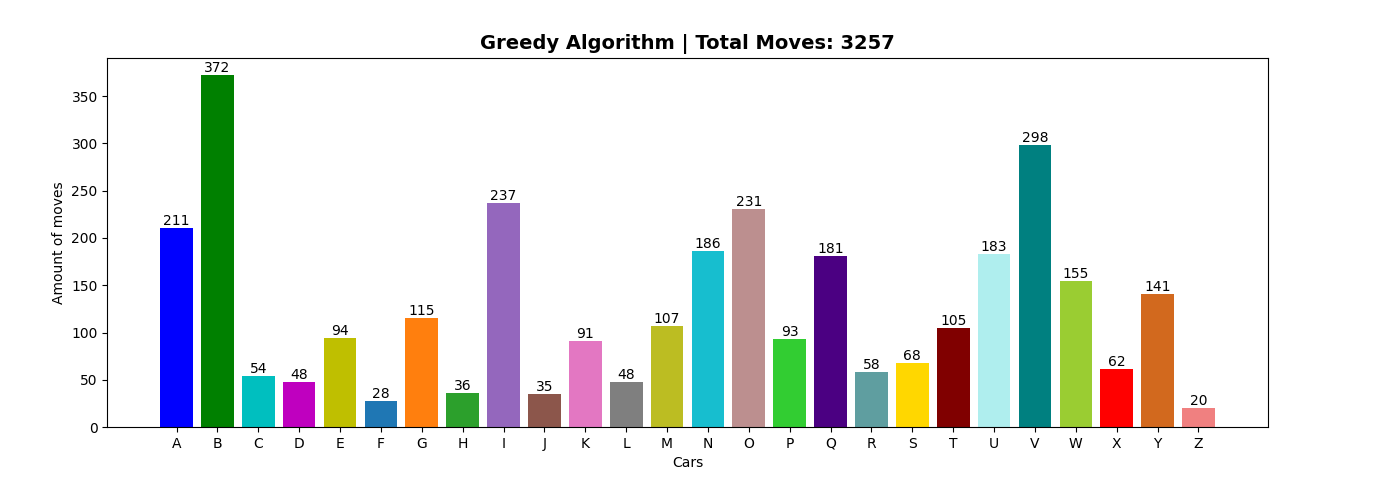 Greedy Algorithm | Total Moves: 3257
Amount of moves
350
300
250
200
150
100
50
0
211 372 54 48 94 28 115 36 237 35 91 48 107 186 231 93 181 58 68 105 183 298 155 62 141 20
A B C D E F G H I J K L M N O P Q R S T U V W X Y Z
Cars